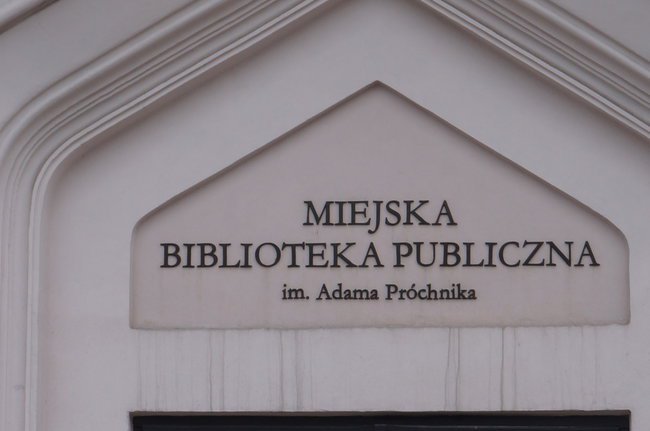 MIEJSKA
BIBLIOTEKA PUBLICZNA
im. Adama Próchnika